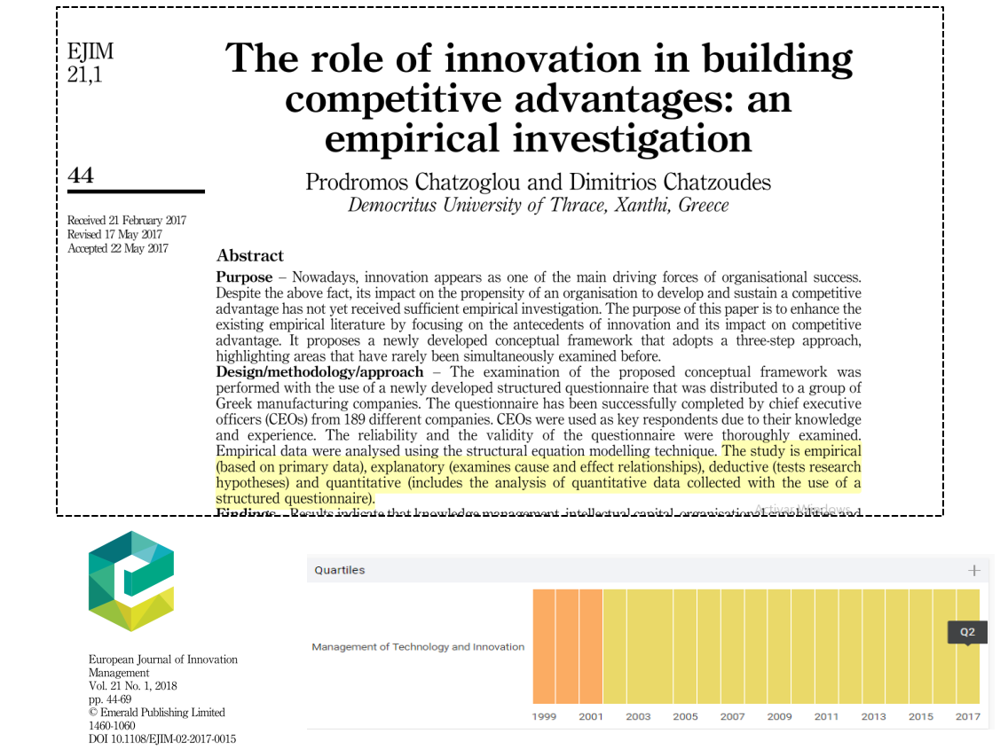 EJIM
21,1
44
Received 21 February 2017
Revised 17 May 2017
Accepted 22 May 2017
The role of innovation in building
competitive advantages: an
empirical investigation
Prodromos Chatzoglou and Dimitrios Chatzoudes
Democritus University of Thrace, Xanthi, Greece
Abstract
Purpose – Nowadays, innovation appears as one of the main driving forces of organisational success.
Despite the above fact, its impact on the propensity of an organisation to develop and sustain a competitive
advantage has not yet received sufficient empirical investigation. The purpose of this paper is to enhance the
existing empirical literature by focusing on the antecedents of innovation and its impact on competitive
advantage. It proposes a newly developed conceptual framework that adopts a three-step approach,
highlighting areas that have rarely been simultaneously examined before.
Design/methodology/approach – The examination of the proposed conceptual framework was
performed with the use of a newly developed structured questionnaire that was distributed to a group of
Greek manufacturing companies. The questionnaire has been successfully completed by chief executive
officers (CEOs) from 189 different companies. CEOs were used as key respondents due to their knowledge
and experience. The reliability and the validity of the questionnaire were thoroughly examined.
Empirical data were analysed using the structural equation modelling technique. The study is empirical
(based on primary data), explanatory (examines cause and effect relationships), deductive (tests research
hypotheses) and quantitative (includes the analysis of quantitative data collected with the use of a
structured questionnaire).
Activar Windows
Findings – Results indicate that knowledge management, intellectual capital, organisational capabilities and
European Journal of Innovation
Management
Vol. 21 No. 1, 2018
pp. 44-69
© Emerald Publishing Limited
1460-1060
DOI 10.1108/EJIM-02-2017-0015
Quartiles
Q2
Management of Technology and Innovation
1999 2001 2003 2005 2007 2009 2011 2013 2015 2017